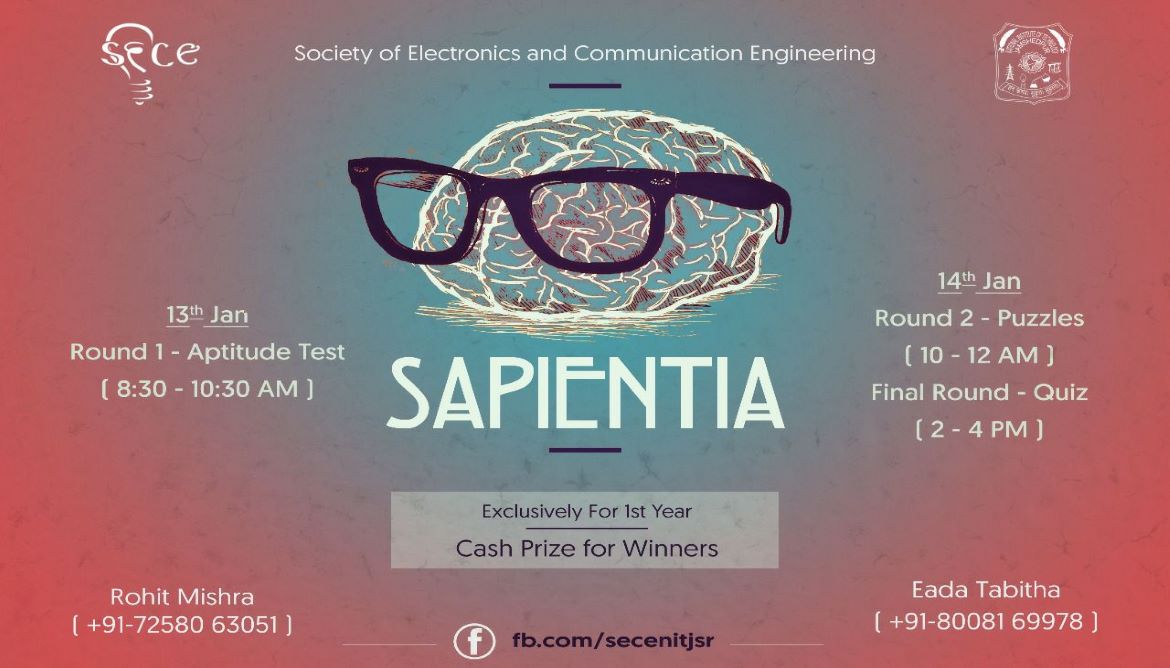 sece
Society of Electronics and Communication Engineering
13th Jan
Round 1 - Aptitude Test
( 8:30 - 10:30 AM )
SAPIENTIA
14th Jan
Round 2 - Puzzles
( 10 - 12 AM )
Final Round - Quiz
( 2 - 4 PM )
Exclusively For 1st Year
Cash Prize for Winners
Rohit Mishra
( +91-72580 63051 )
Eada Tabitha
( +91-80081 69978 )
f fb.com/secenitjsr